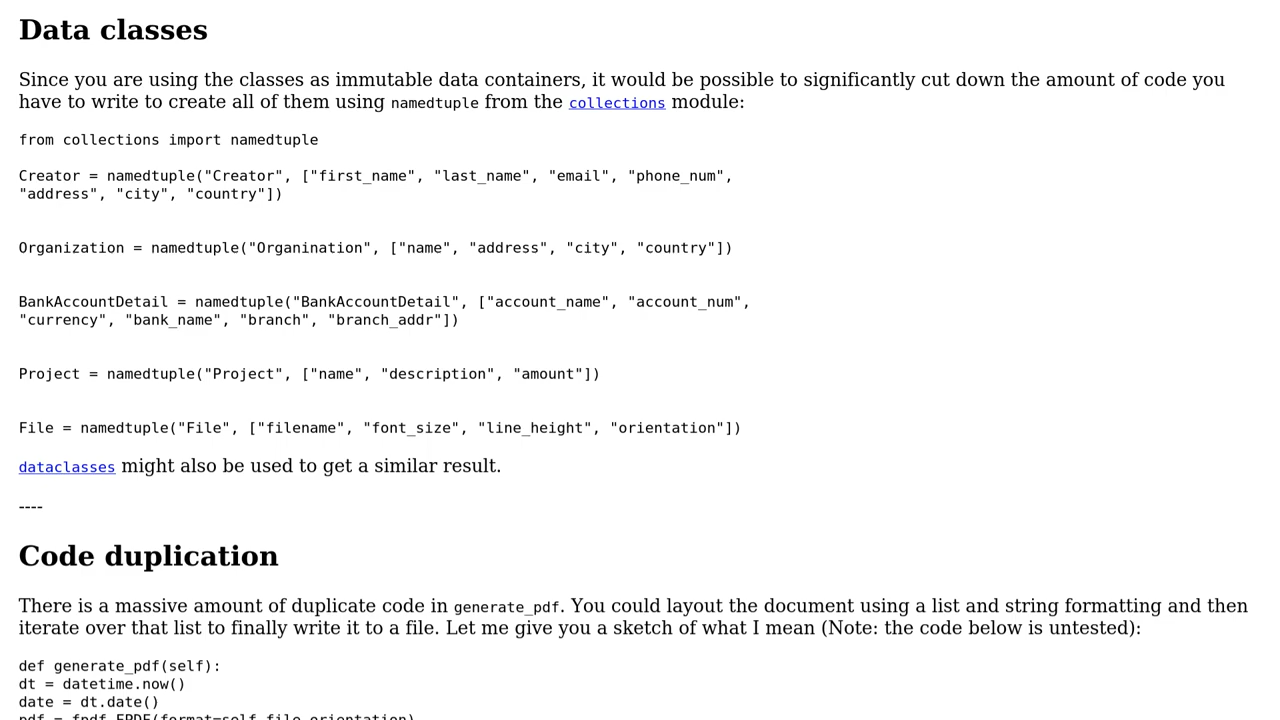 Data classes
Since you are using the classes as immutable data containers, it would be possible to significantly cut down the amount of code you
have to write to create all of them using namedtuple from the collections module:
from collections import namedtuple
Creator = namedtuple("Creator", ["first_name", "last_name", "email", "phone_num",
"address", "city", "country"])
Organization = namedtuple("Organination", ["name", "address", "city", "country"])
BankAccountDetail = namedtuple("BankAccountDetail", ["account_name", "account_num",
"currency", "bank_name", "branch", "branch_addr"])
Project = namedtuple("Project", ["name", "description", "amount"])
File = namedtuple("File", ["filename", "font_size", "line_height", "orientation"])
dataclasses might also be used to get a similar result.
----
Code duplication
There is a massive amount of duplicate code in generate_pdf. You could layout the document using a list and string formatting and then
iterate over that list to finally write it to a file. Let me give you a sketch of what I mean (Note: the code below is untested):
def generate_pdf(self):
dt = datetime.now()
date = dt.date()
pdf = fpdf.FPDF(format=self.file.orientation)